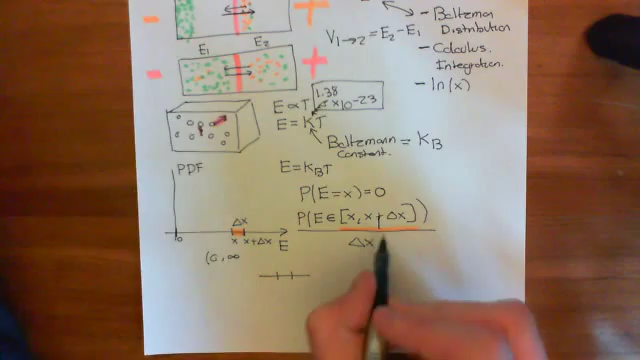 - Boltzman
Distribution
V1→2 = E2 - E1
- Calculus.
Integration.
- ln(x)
E1 E2
E ∝ T
1.38
×10-23
E = KT
Boltzmann
Constant.
= KB
PDF
E = KBT
P(E=x)=0
P(E ∈ [x, x+Δx])
Δx
Δx
x x+Δx E
0
(0, ∞